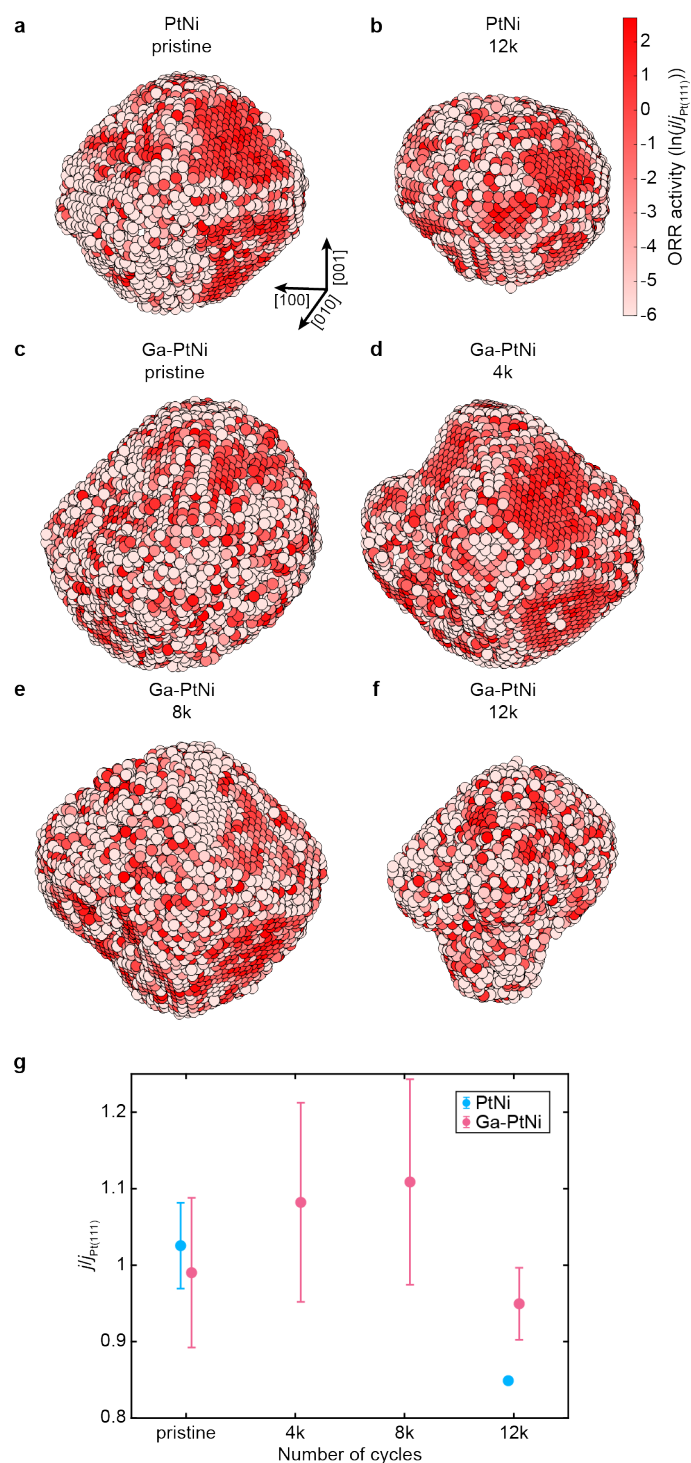 a
PtNi
pristine
b
PtNi
12k
2
1
0
-1
-2
-3
-4
-5
-6
ORR activity (ln(j/jPt(111)))
[001]
[100]
[010]
c
Ga-PtNi
pristine
d
Ga-PtNi
4k
e
Ga-PtNi
8k
f
Ga-PtNi
12k
g
PtNi
Ga-PtNi
1.2
1.1
1
0.9
0.8
j/jPt(111)
pristine
4k
8k
12k
Number of cycles